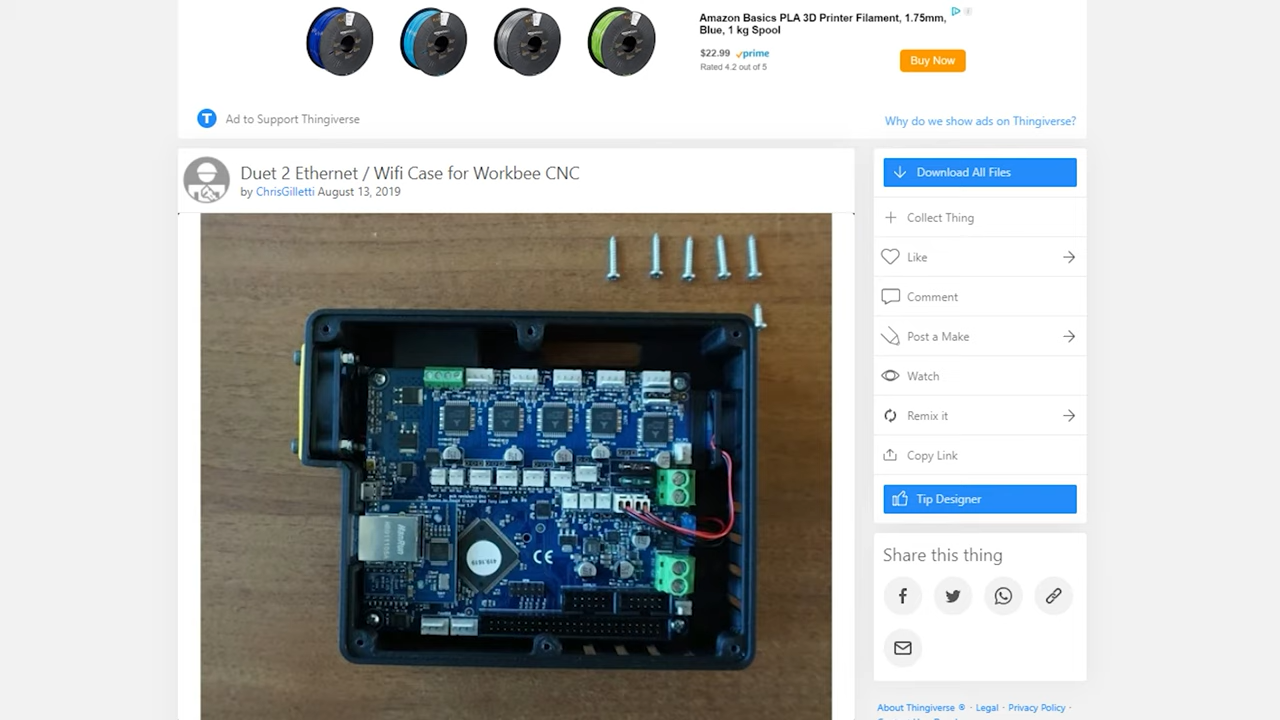 Amazon Basics PLA 3D Printer Filament, 1.75mm,
Blue, 1 kg Spool
$22.99 prime
Rated 4.2 out of 5
Buy Now
T Ad to Support Thingiverse
Why do we show ads on Thingiverse?
Duet 2 Ethernet / Wifi Case for Workbee CNC
by ChrisGilletti August 13, 2019
Download All Files
Collect Thing
Like
Comment
Post a Make
Watch
Remix it
Copy Link
Tip Designer
Share this thing
About Thingiverse ® · Legal · Privacy Policy ·
CE